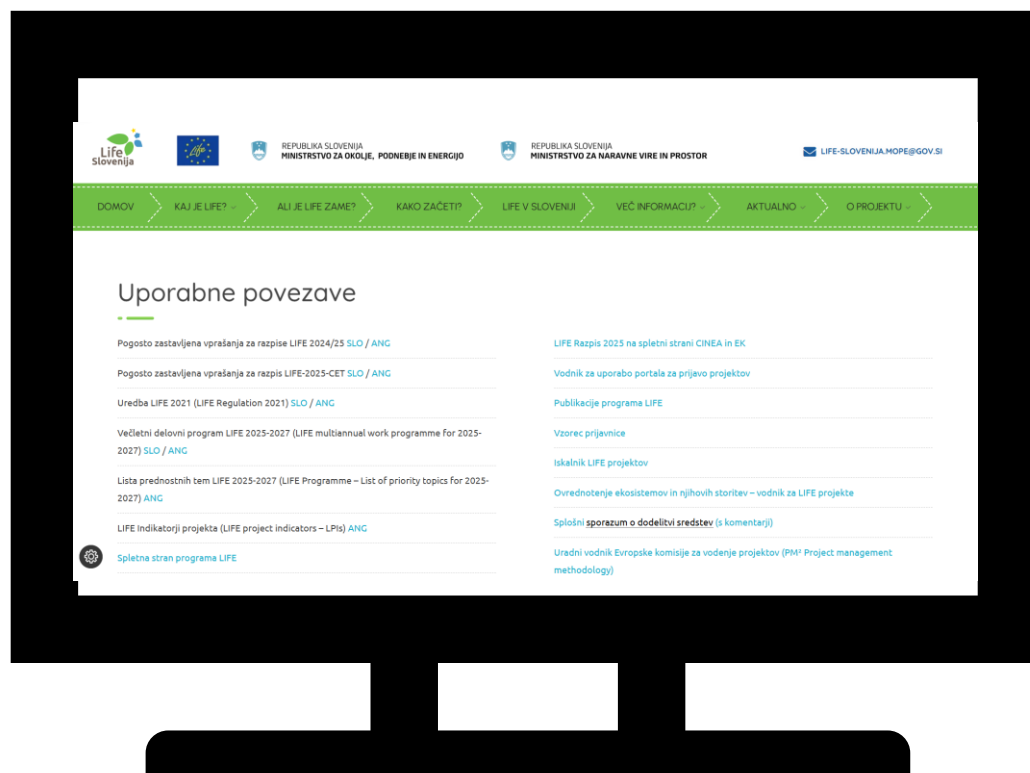 Life
slovenija
Life
REPUBLIKA SLOVENIJA
MINISTRSTVO ZA OKOLJE, PODNEBJE IN ENERGIJO
REPUBLIKA SLOVENIJA
MINISTRSTVO ZA NARAVNE VIRE IN PROSTOR
LIFE-SLOVENIJA.MOPE@GOV.SI
DOMOV
KAJ JE LIFE?
ALI JE LIFE ZAME?
KAKO ZAČETI?
LIFE V SLOVENIJI
VEČ INFORMACIJ?
AKTUALNO
O PROJEKTU
Uporabne povezave
Pogosto zastavljena vprašanja za razpise LIFE 2024/25 SLO / ANG
Pogosto zastavljena vprašanja za razpis LIFE-2025-CET SLO / ANG
Uredba LIFE 2021 (LIFE Regulation 2021) SLO / ANG
Večletni delovni program LIFE 2025-2027 (LIFE multiannual work programme for 2025-
2027) SLO / ANG
Lista prednostnih tem LIFE 2025-2027 (LIFE Programme – List of priority topics for 2025-
2027) ANG
LIFE Indikatorji projekta (LIFE project indicators – LPIs) ANG
Spletna stran programa LIFE
LIFE Razpis 2025 na spletni strani CINEA in EK
Vodnik za uporabo portala za prijavo projektov
Publikacije programa LIFE
Vzorec prijavnice
Iskalnik LIFE projektov
Ovrednotenje ekosistemov in njihovih storitev – vodnik za LIFE projekte
Splošni sporazum o dodelitvi sredstev (s komentarji)
Uradni vodnik Evropske komisije za vodenje projektov (PM² Project management
methodology)